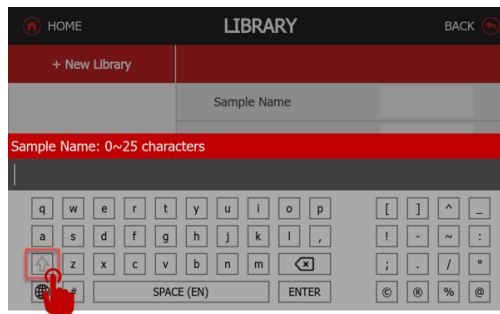 HOME LIBRARY BACK
+ New Library
Sample Name
Sample Name: 0~25 characters
q w e r t y u i o p [ ] ^ _
a s d f g h j k l , ! - ~ :
z x c v b n m ; . / °
# SPACE (EN) ENTER © ® % @